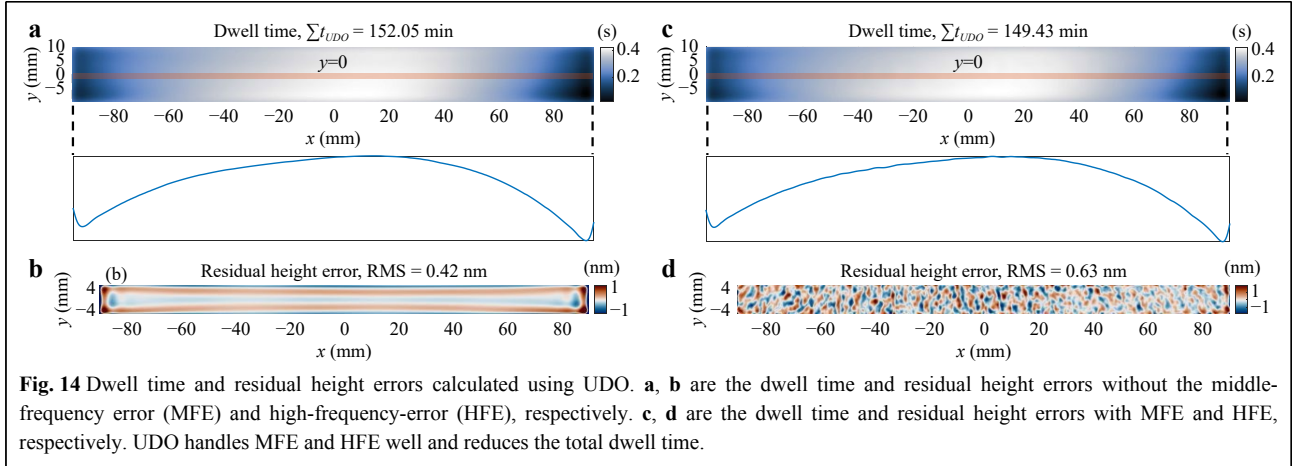 a
Dwell time, ∑t_UDO = 152.05 min
(s)
10
5
0
−5
y (mm)
y=0
0.4
0.2
−80 −60 −40 −20 0 20 40 60 80
x (mm)
b
(b)
Residual height error, RMS = 0.42 nm
(nm)
4
−4
y (mm)
1
−1
−80 −60 −40 −20 0 20 40 60 80
x (mm)
c
Dwell time, ∑t_UDO = 149.43 min
(s)
10
5
0
−5
y (mm)
y=0
0.4
0.2
−80 −60 −40 −20 0 20 40 60 80
x (mm)
d
Residual height error, RMS = 0.63 nm
(nm)
4
−4
y (mm)
1
−1
−80 −60 −40 −20 0 20 40 60 80
x (mm)
Fig. 14 Dwell time and residual height errors calculated using UDO. a, b are the dwell time and residual height errors without the middle-
frequency error (MFE) and high-frequency-error (HFE), respectively. c, d are the dwell time and residual height errors with MFE and HFE,
respectively. UDO handles MFE and HFE well and reduces the total dwell time.